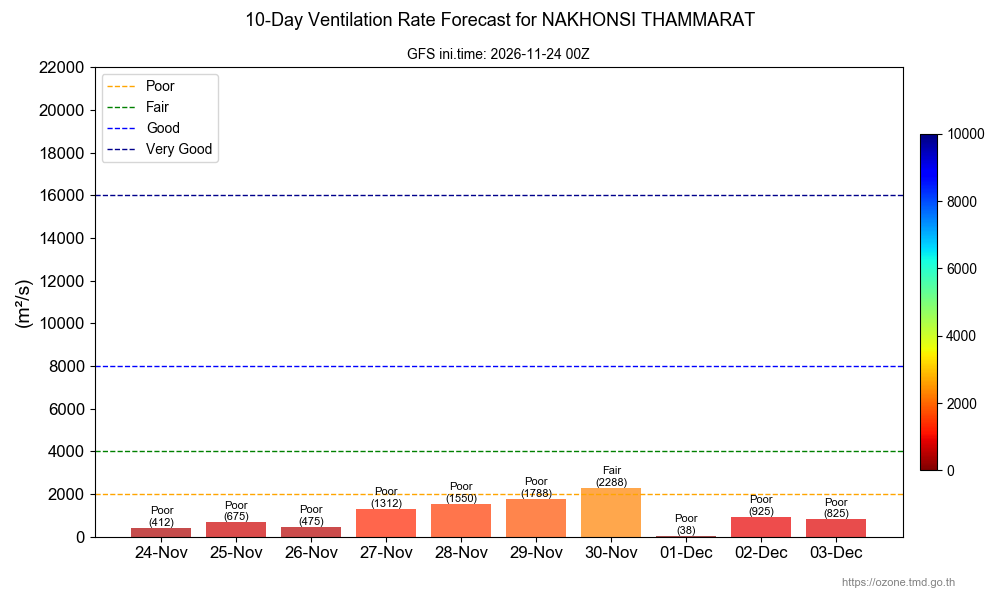 10-Day Ventilation Rate Forecast for NAKHONSI THAMMARAT
GFS ini.time: 2026-11-24 00Z
22000
20000
18000
16000
14000
12000
10000
8000
6000
4000
2000
0
(m²/s)
Poor
Fair
Good
Very Good
Poor
(412)
Poor
(675)
Poor
(475)
Poor
(1312)
Poor
(1550)
Poor
(1788)
Fair
(2288)
Poor
(38)
Poor
(925)
Poor
(825)
24-Nov
25-Nov
26-Nov
27-Nov
28-Nov
29-Nov
30-Nov
01-Dec
02-Dec
03-Dec
10000
8000
6000
4000
2000
0
https://ozone.tmd.go.th